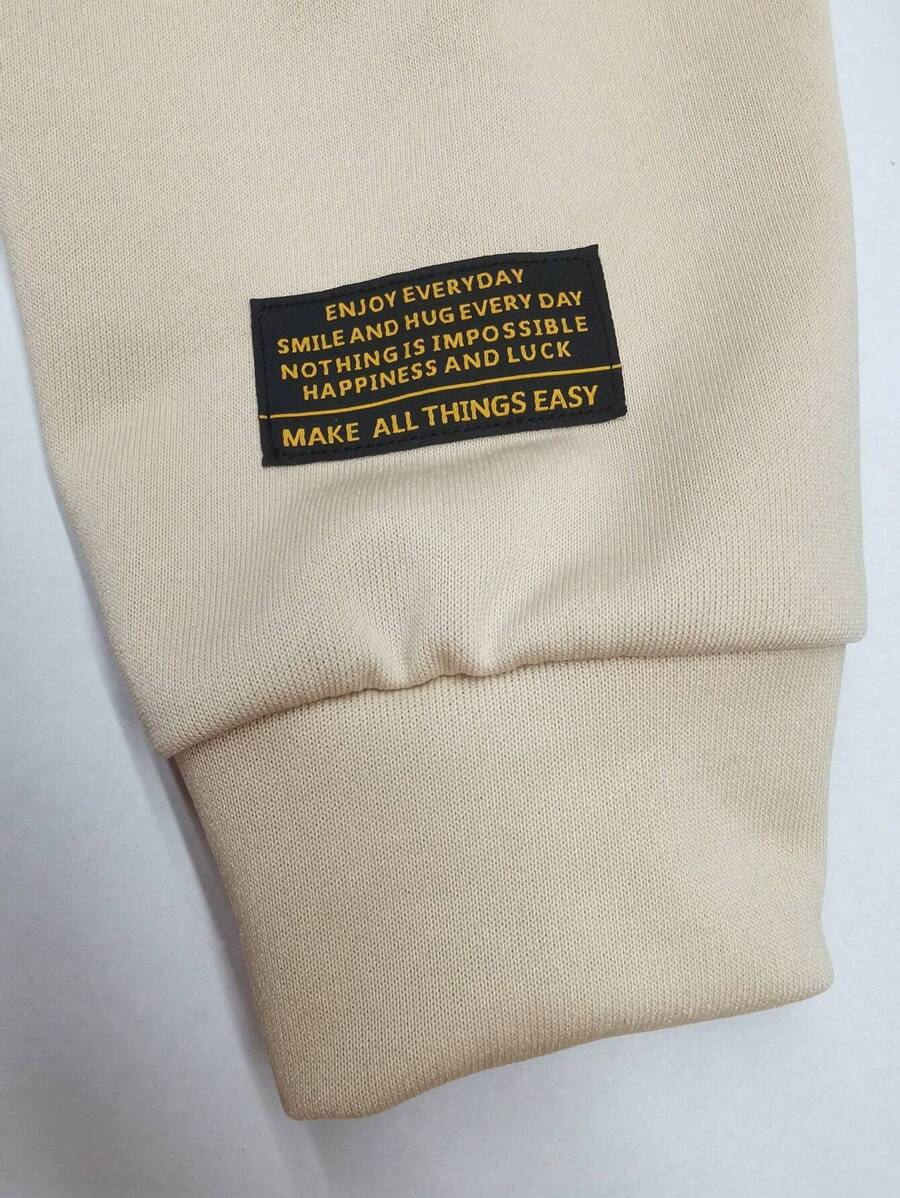 ENJOY EVERYDAY
SMILE AND HUG EVERY DAY
NOTHING IS IMPOSSIBLE
HAPPINESS AND LUCK
MAKE ALL THINGS EASY